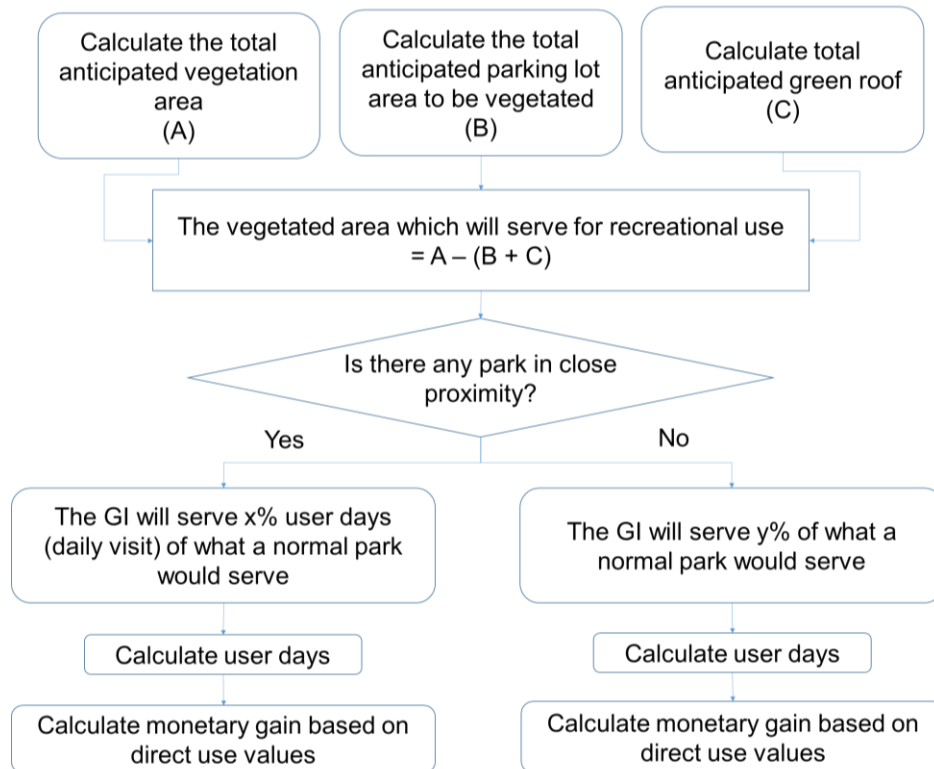 Calculate the total
anticipated vegetation
area
(A)
Calculate the total
anticipated parking lot
area to be vegetated
(B)
Calculate total
anticipated green roof
(C)
The vegetated area which will serve for recreational use
= A – (B + C)
Is there any park in close
proximity?
Yes
No
The GI will serve x% user days
(daily visit) of what a normal park
would serve
The GI will serve y% of what a
normal park would serve
Calculate user days
Calculate user days
Calculate monetary gain based on
direct use values
Calculate monetary gain based on
direct use values